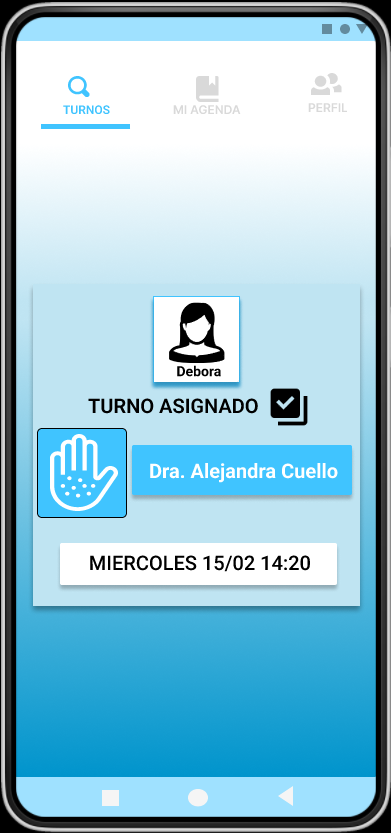 TURNOS
MI AGENDA
PERFIL
Debora
TURNO ASIGNADO
Dra. Alejandra Cuello
MIERCOLES 15/02 14:20